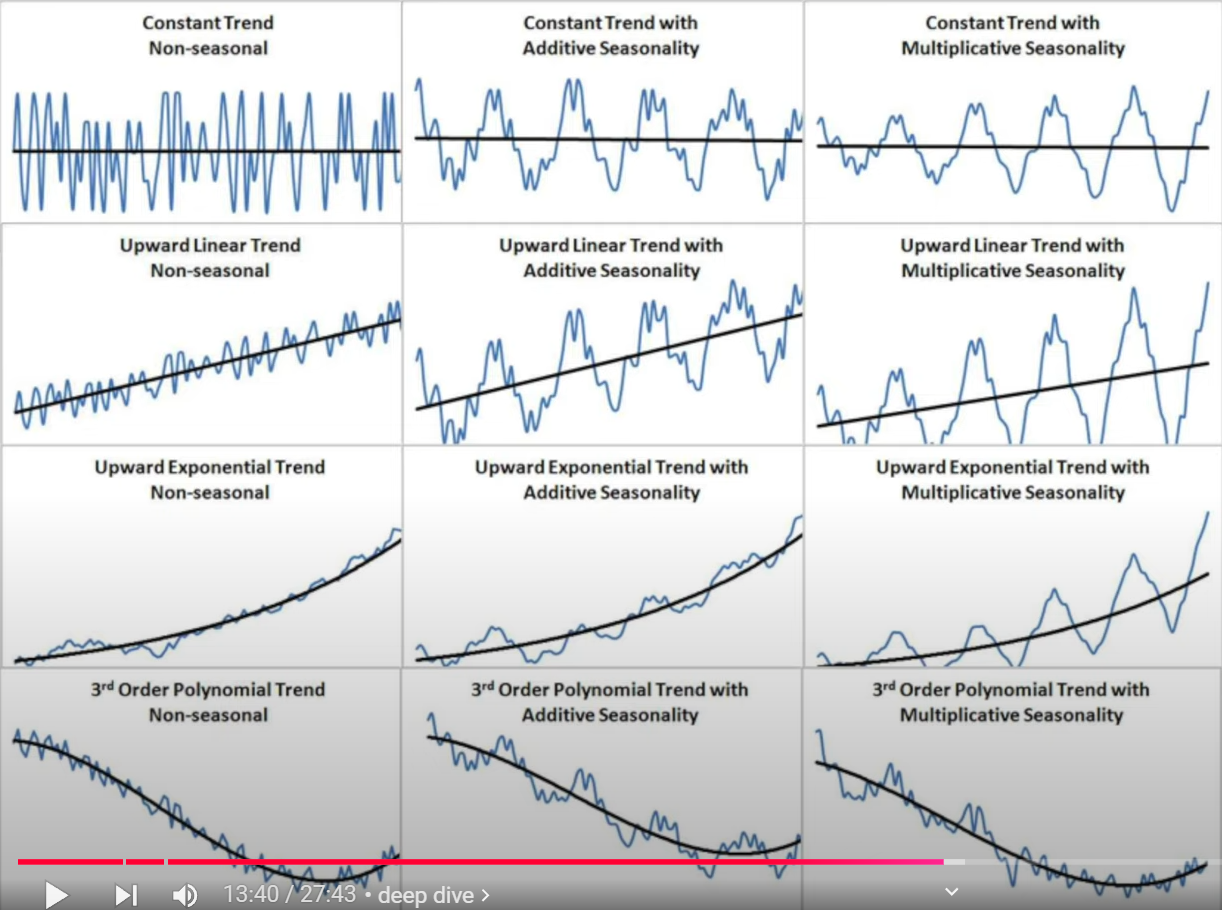 Constant Trend
Non-seasonal
Constant Trend with
Additive Seasonality
Constant Trend with
Multiplicative Seasonality
Upward Linear Trend
Non-seasonal
Upward Linear Trend with
Additive Seasonality
Upward Linear Trend with
Multiplicative Seasonality
Upward Exponential Trend
Non-seasonal
Upward Exponential Trend with
Additive Seasonality
Upward Exponential Trend with
Multiplicative Seasonality
3rd Order Polynomial Trend
Non-seasonal
3rd Order Polynomial Trend with
Additive Seasonality
3rd Order Polynomial Trend with
Multiplicative Seasonality
13:40 / 27:43 • deep dive >